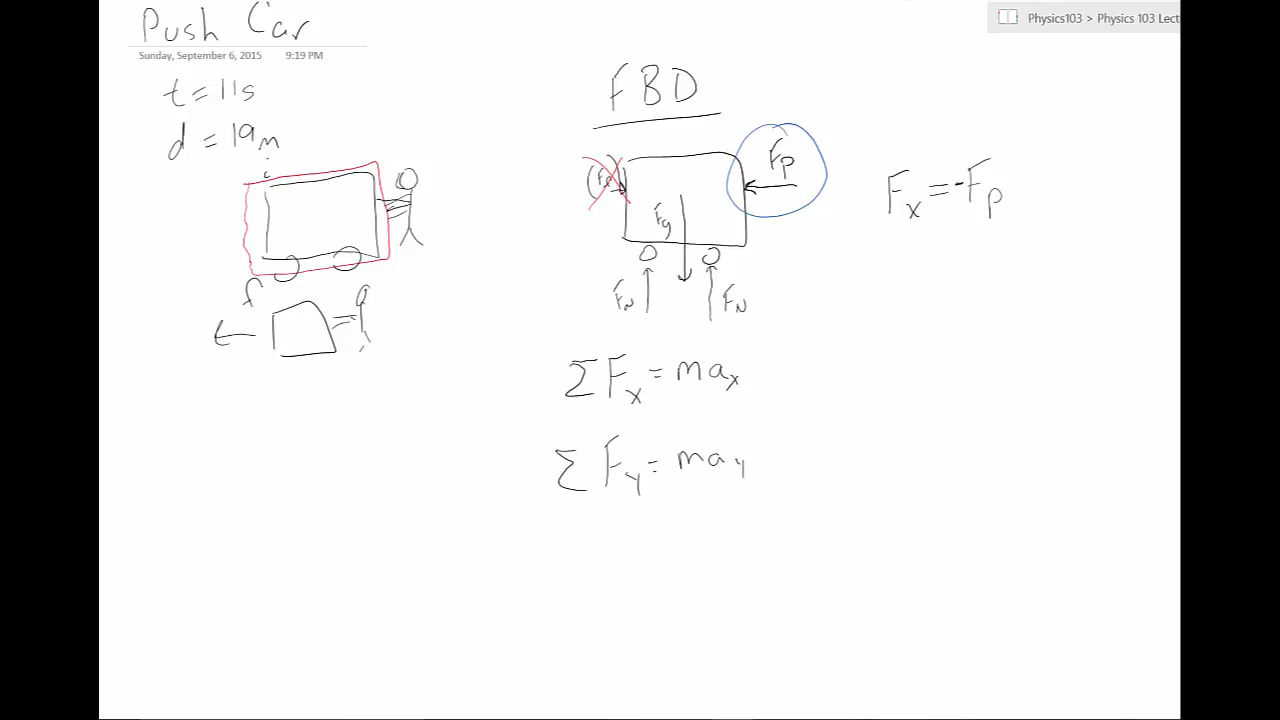 Push Car
Sunday, September 6, 2015 9:19 PM
Physics103 > Physics 103 Lect
t = 11s
d = 19m
i
f
FBD
Fp
Fg
FN FN
Fx = -Fp
ΣFx = max
ΣFy = may